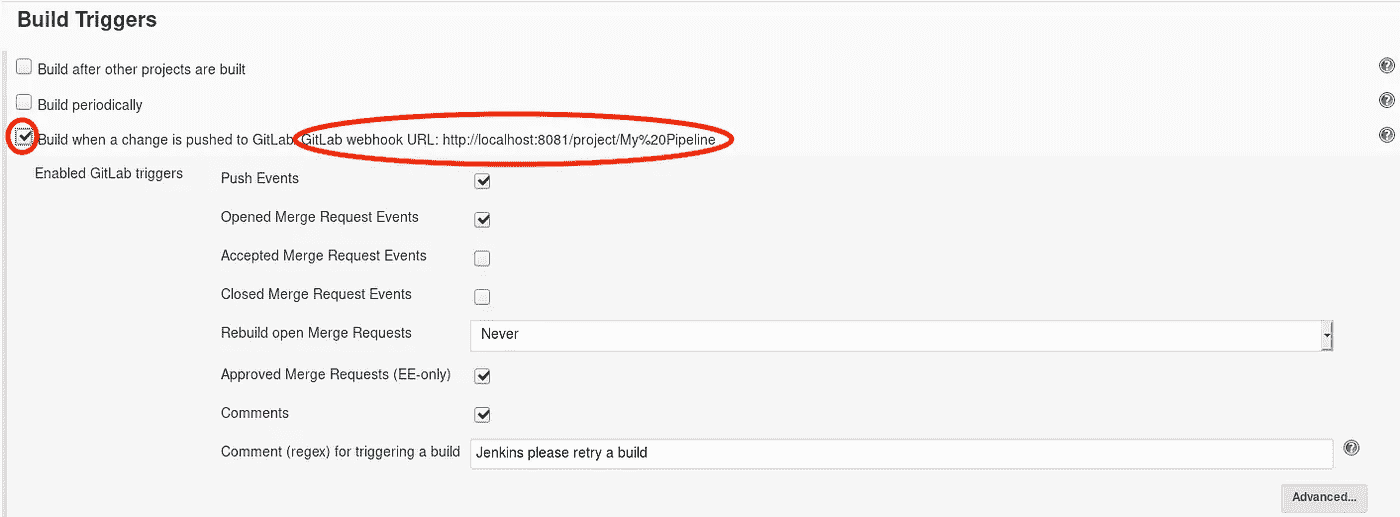 Build Triggers
Build after other projects are built
Build periodically
Build when a change is pushed to GitLab. GitLab webhook URL: http://localhost:8081/project/My%20Pipeline
Enabled GitLab triggers
Push Events
Opened Merge Request Events
Accepted Merge Request Events
Closed Merge Request Events
Rebuild open Merge Requests Never
Approved Merge Requests (EE-only)
Comments
Comment (regex) for triggering a build Jenkins please retry a build
Advanced...